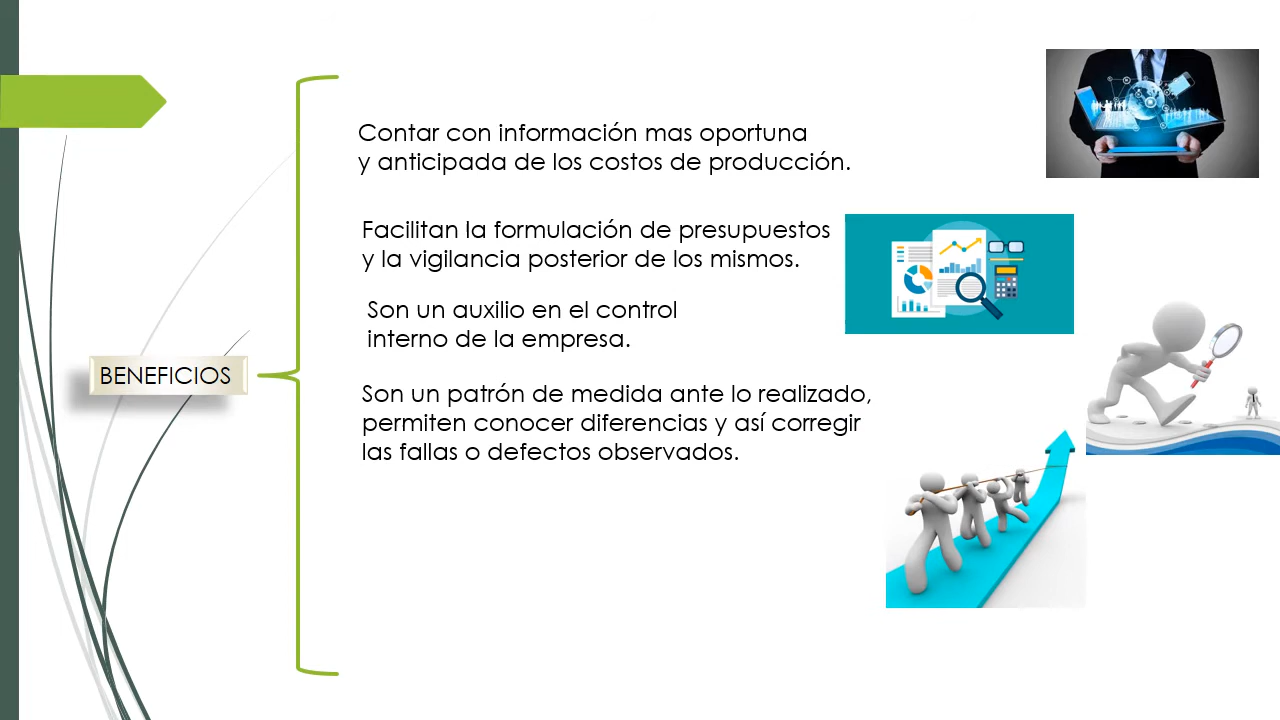 Contar con información mas oportuna
y anticipada de los costos de producción.
Facilitan la formulación de presupuestos
y la vigilancia posterior de los mismos.
Son un auxilio en el control
interno de la empresa.
BENEFICIOS
Son un patrón de medida ante lo realizado,
permiten conocer diferencias y así corregir
las fallas o defectos observados.